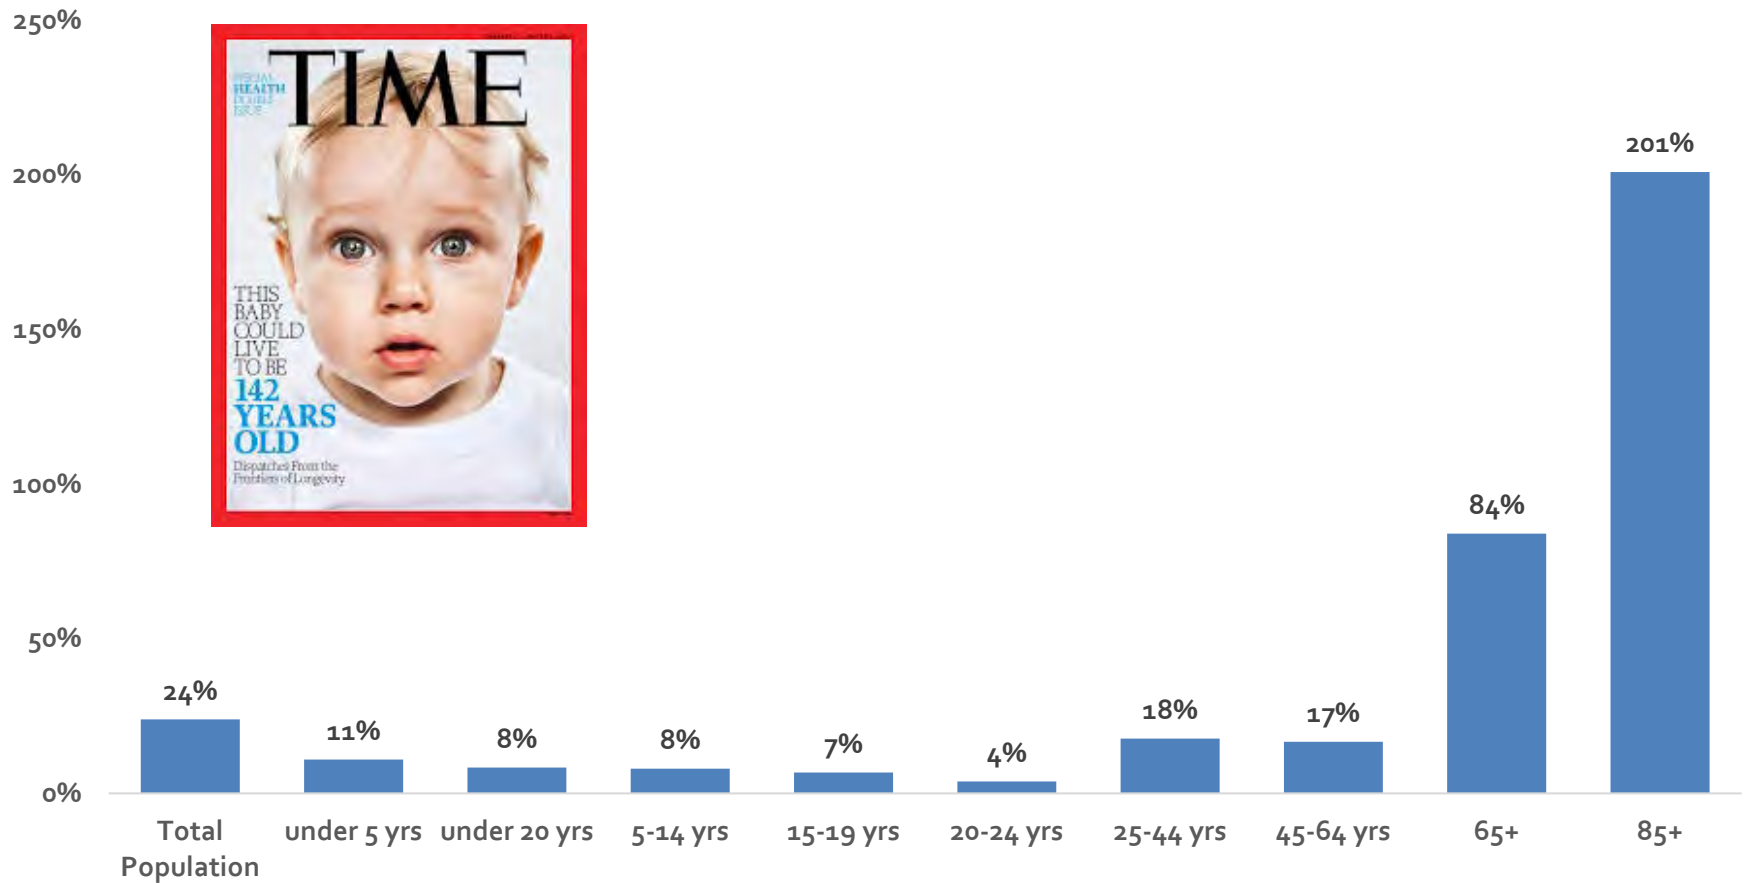 250%
200%
150%
100%
50%
0%
TIME
SPECIAL
HEALTH
DOUBLE
ISSUE
THIS
BABY
COULD
LIVE
TO BE
142
YEARS
OLD
Dispatches From the
Frontiers of Longevity
24%
11%
8%
8%
7%
4%
18%
17%
84%
201%
Total
Population
under 5 yrs
under 20 yrs
5-14 yrs
15-19 yrs
20-24 yrs
25-44 yrs
45-64 yrs
65+
85+